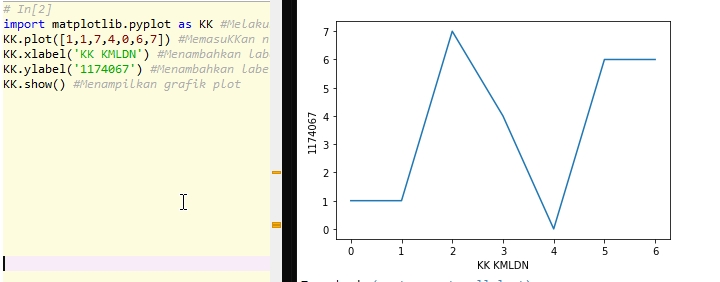 # In[2]
import matplotlib.pyplot as KK #Melaku
KK.plot([1,1,7,4,0,6,7]) #MemasuKKan n
KK.xlabel('KK KMLDN') #Menambahkan lab
KK.ylabel('1174067') #Menambahkan labe
KK.show() #Menampilkan grafik plot
7
6
5
4
3
2
1
0
1174067
0 1 2 3 4 5 6
KK KMLDN